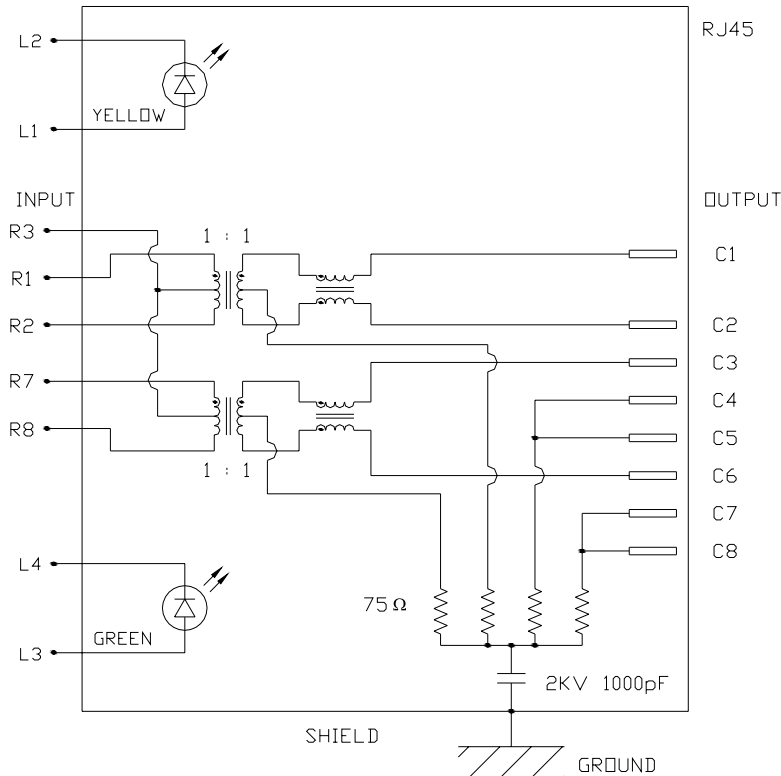 RJ45
L2
YELLOW
L1
INPUT
OUTPUT
R3
1 : 1
C1
R1
R2
C2
C3
R7
C4
R8
C5
1 : 1
C6
C7
L4
C8
75Ω
GREEN
L3
2KV 1000pF
SHIELD
GROUND